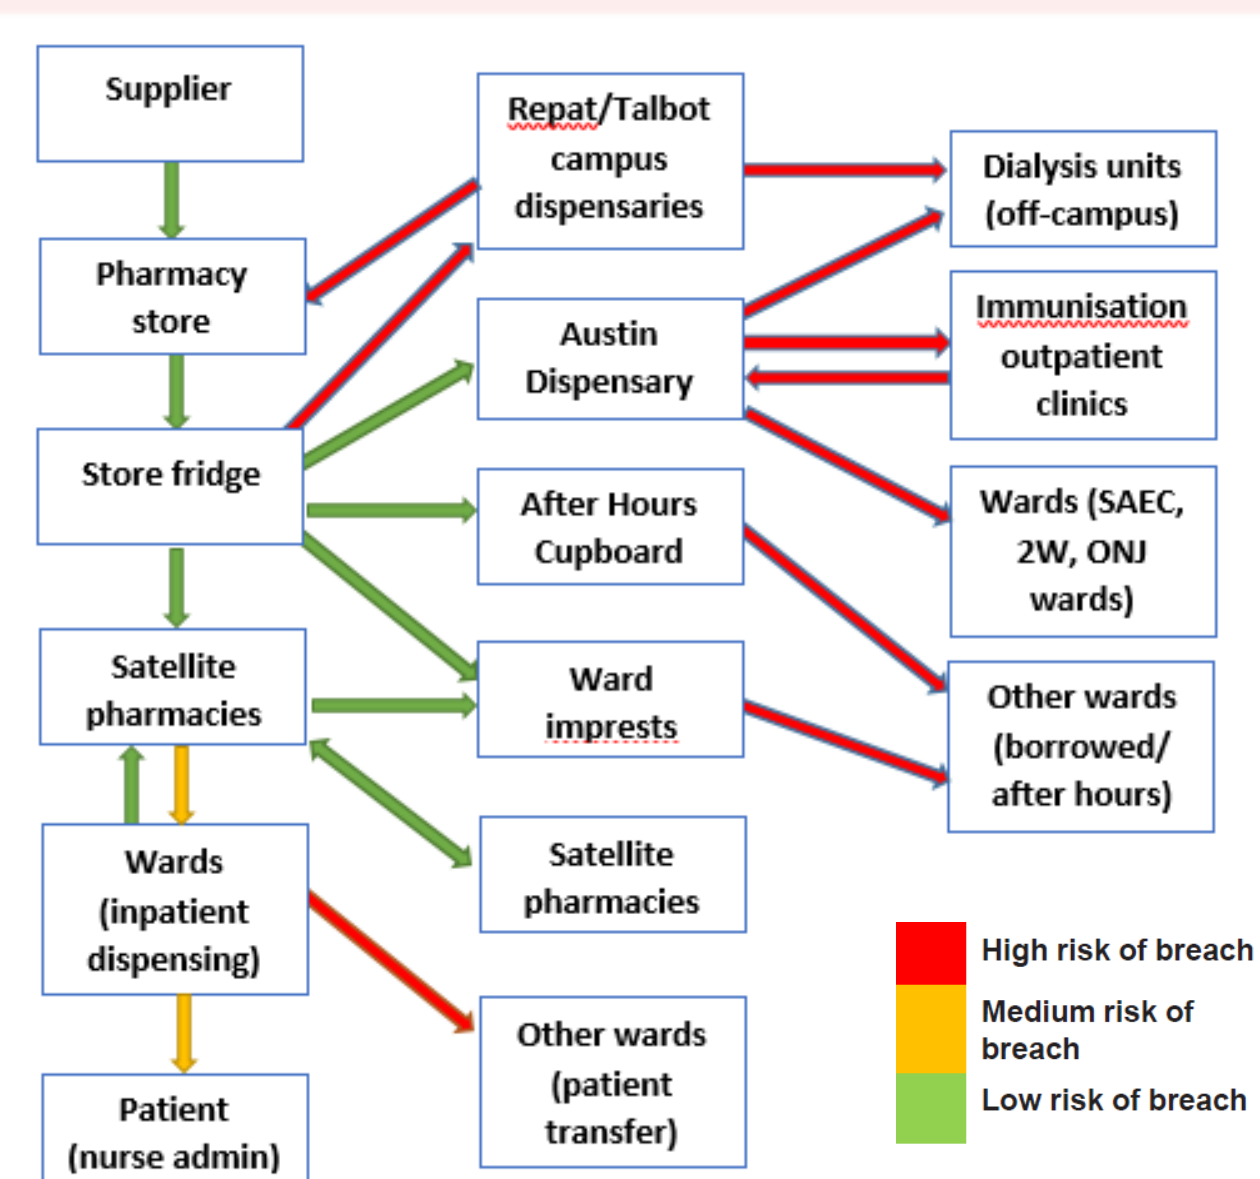 Supplier
Pharmacy
store
Store fridge
Satellite
pharmacies
Wards
(inpatient
dispensing)
Patient
(nurse admin)
Repat/Talbot
campus
dispensaries
Austin
Dispensary
After Hours
Cupboard
Ward
imprests
Satellite
pharmacies
Other wards
(patient
transfer)
Dialysis units
(off-campus)
Immunisation
outpatient
clinics
Wards (SAEC,
2W, ONJ
wards)
Other wards
(borrowed/
after hours)
High risk of breach
Medium risk of
breach
Low risk of breach